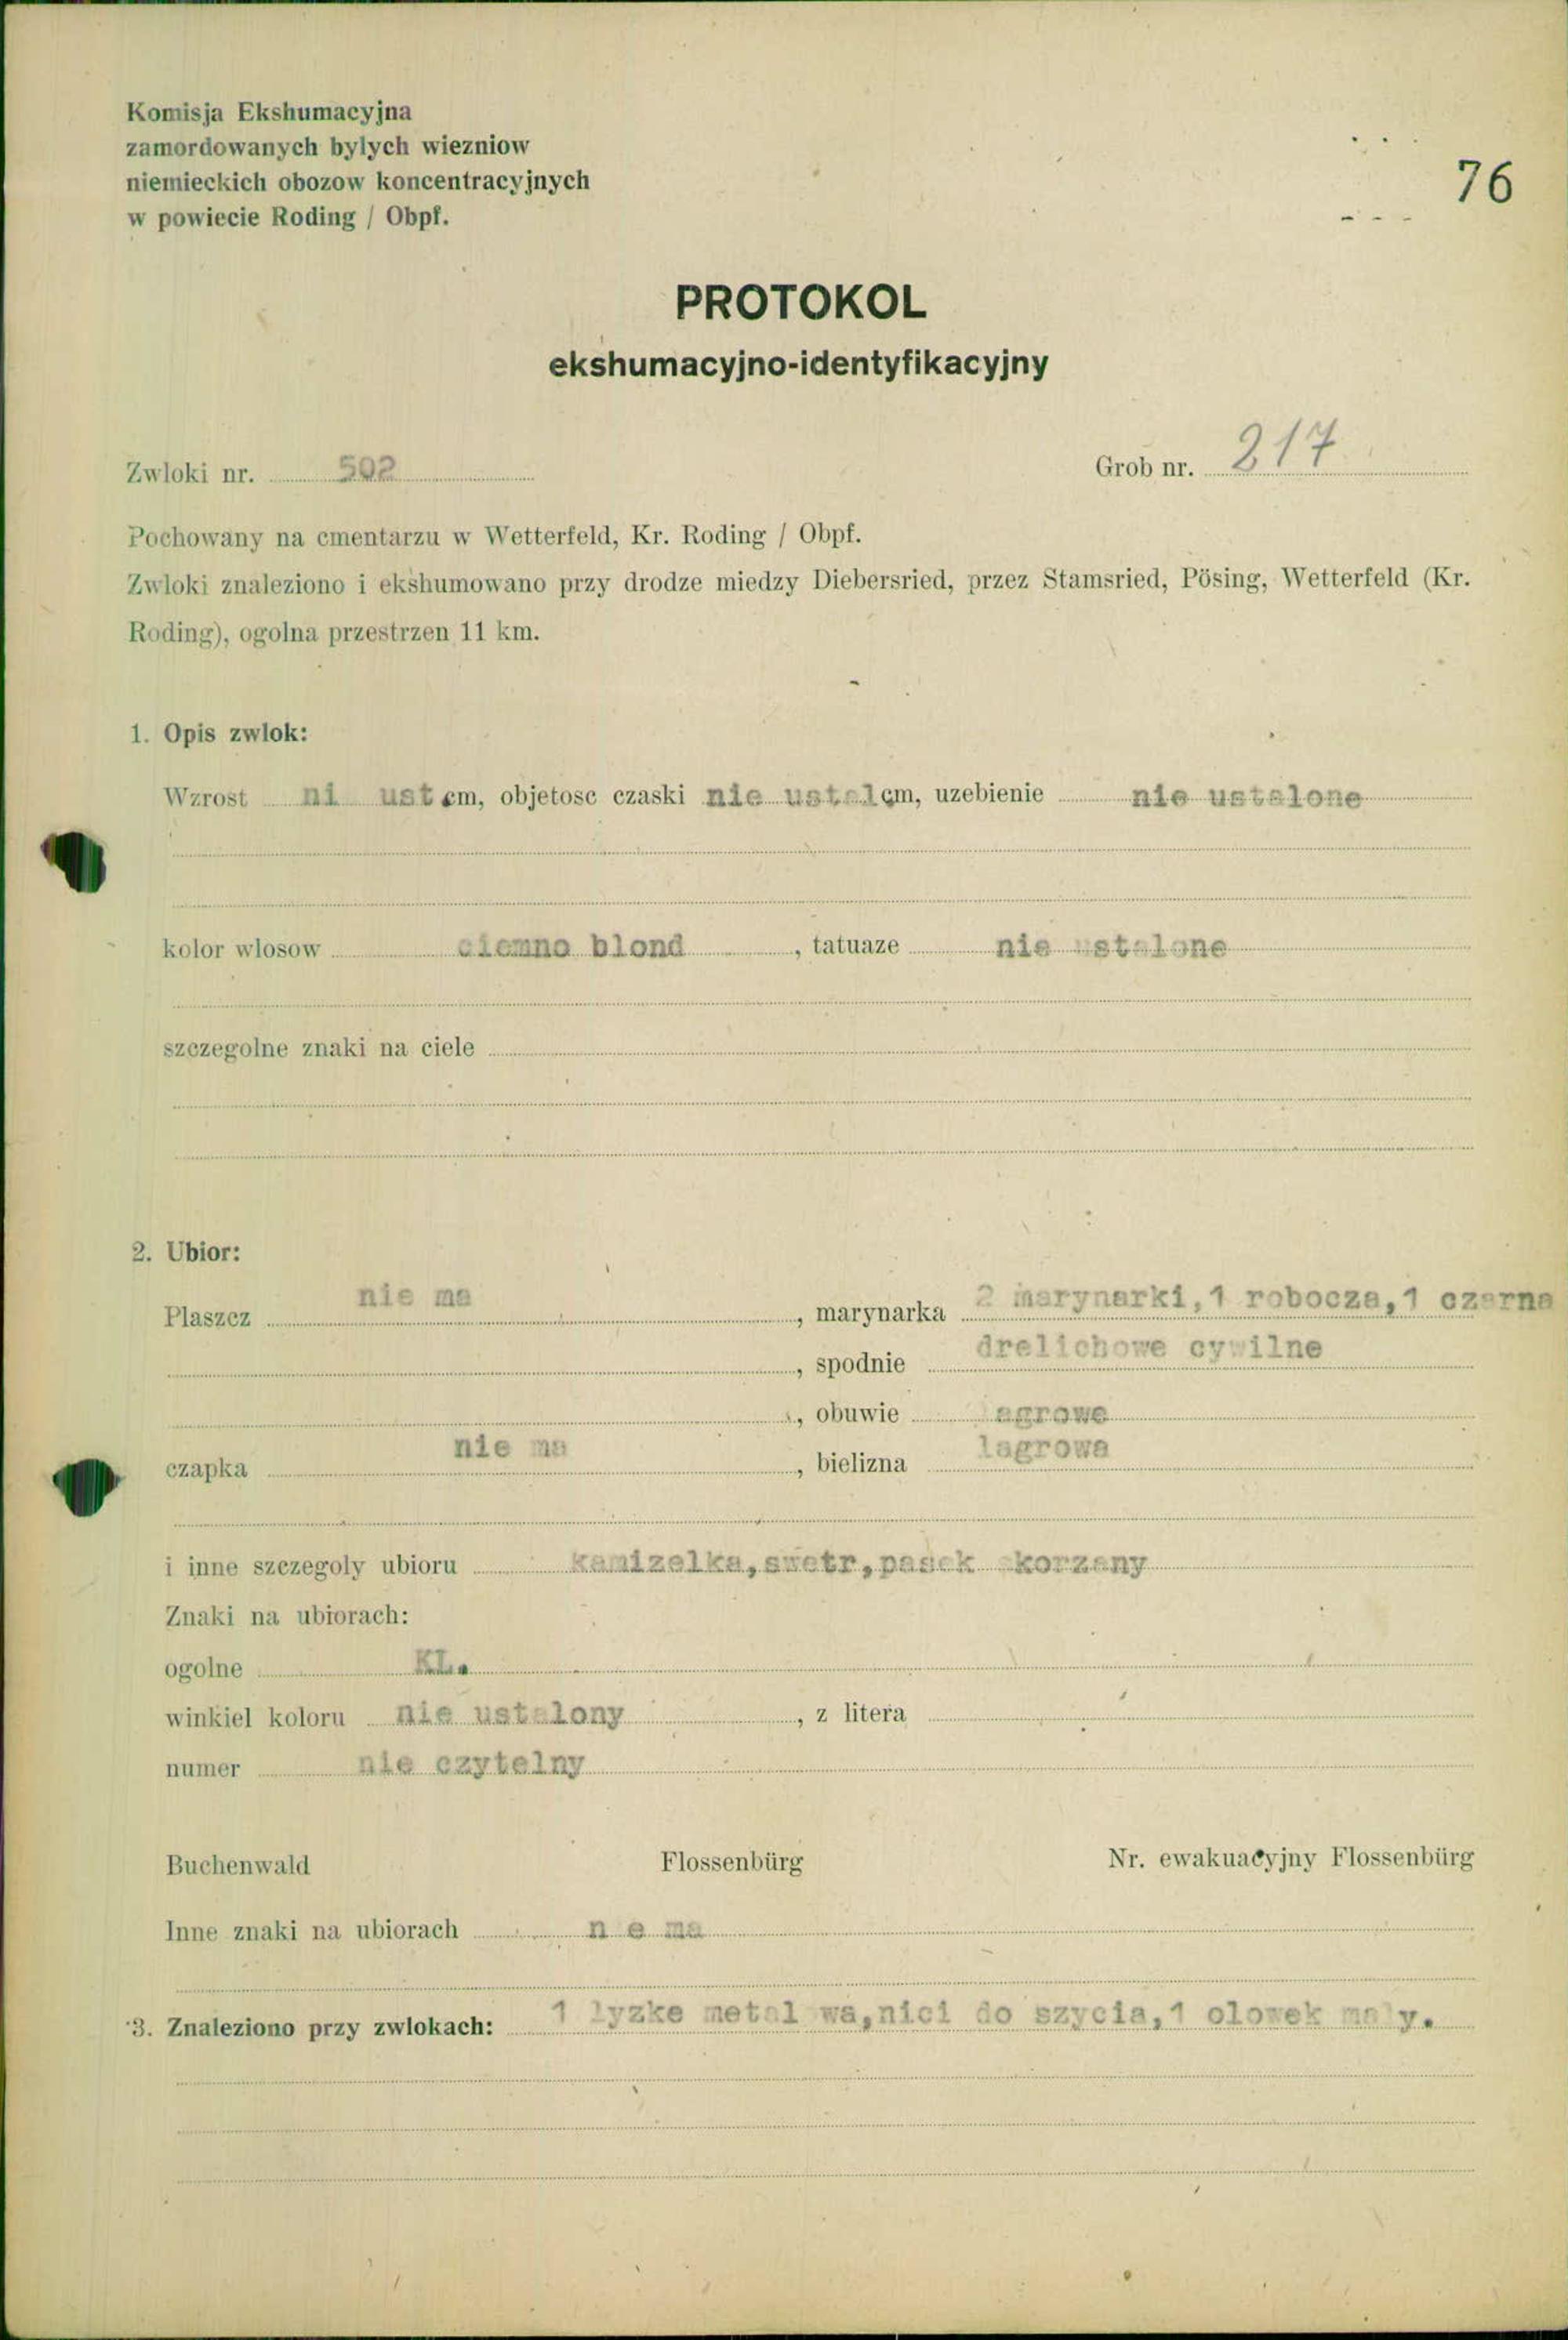 Komisja Ekshumacyjna
zamordowanych bylych wiezniow
niemieckich obozow koncentracyjnych
w powiecie Roding / Obpf.
76
PROTOKOL
ekshumacyjno-identyfikacyjny
Zwloki nr. 502 Grob nr. 217
Pochowany na cmentarzu w Wetterfeld, Kr. Roding / Obpf.
Zwloki znaleziono i ekshumowano przy drodze miedzy Diebersried, przez Stamsried, Pösing, Wetterfeld (Kr.
Roding), ogolna przestrzen 11 km.
1. Opis zwlok:
Wzrost ni ust cm, objetosc czaski nie ustal cm, uzebienie nie ustalone
kolor wlosow ciemno blond, tatuaze nie ustalone
szczegolne znaki na ciele
2. Ubior:
Plaszcz nie ma, marynarka 2 marynarki,1 robocza,1 czarna
, spodnie drelichowe cywilne
, obuwie agrowe
czapka nie ma, bielizna lagrowa
i inne szczegoly ubioru kamizelka,swetr,pasek skorzany
Znaki na ubiorach:
ogolne KL.
winkiel koloru nie ustalony, z litera
numer nie czytelny
Buchenwald Flossenbürg Nr. ewakuacyjny Flossenbürg
Inne znaki na ubiorach n e ma
3. Znaleziono przy zwlokach: 1 lyzke metalowa,nici do szycia,1 olowek maly.